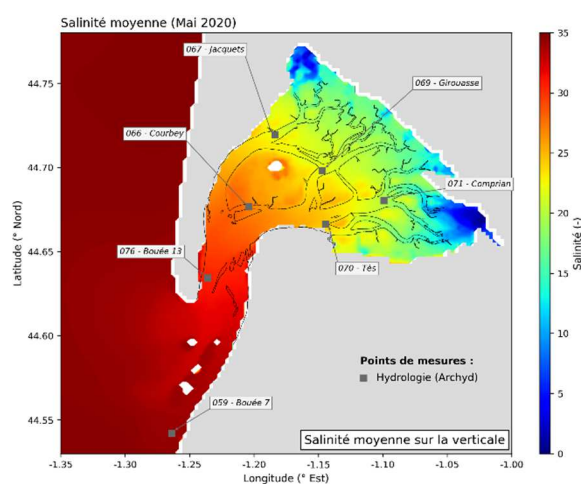 Salinité moyenne (Mai 2020)
067 - Jacquets
069 - Girouasse
066 - Courbey
071 - Comprian
076 - Bouée 13
070 - Tès
059 - Bouée 7
Points de mesures :
Hydrologie (Archyd)
Salinité moyenne sur la verticale
Latitude (° Nord)
44.75
44.70
44.65
44.60
44.55
-1.35
-1.30
-1.25
-1.20
-1.15
-1.10
-1.05
-1.00
Longitude (° Est)
35
30
25
20
15
10
5
0
Salinité (-)